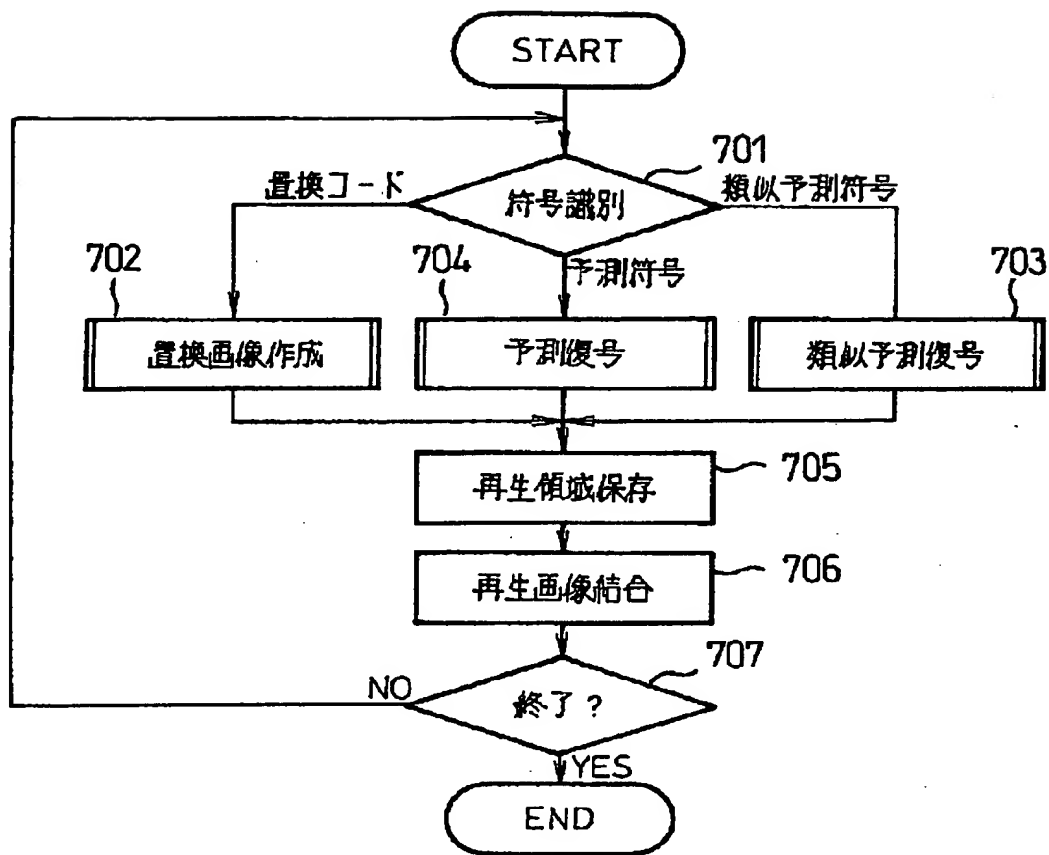 START
701
置換コード
符号識別
類似予測符号
702
704
予測符号
703
置換画像作成
予測復号
類似予測復号
再生領域保存
705
再生画像結合
706
707
NO
終了?
YES
END